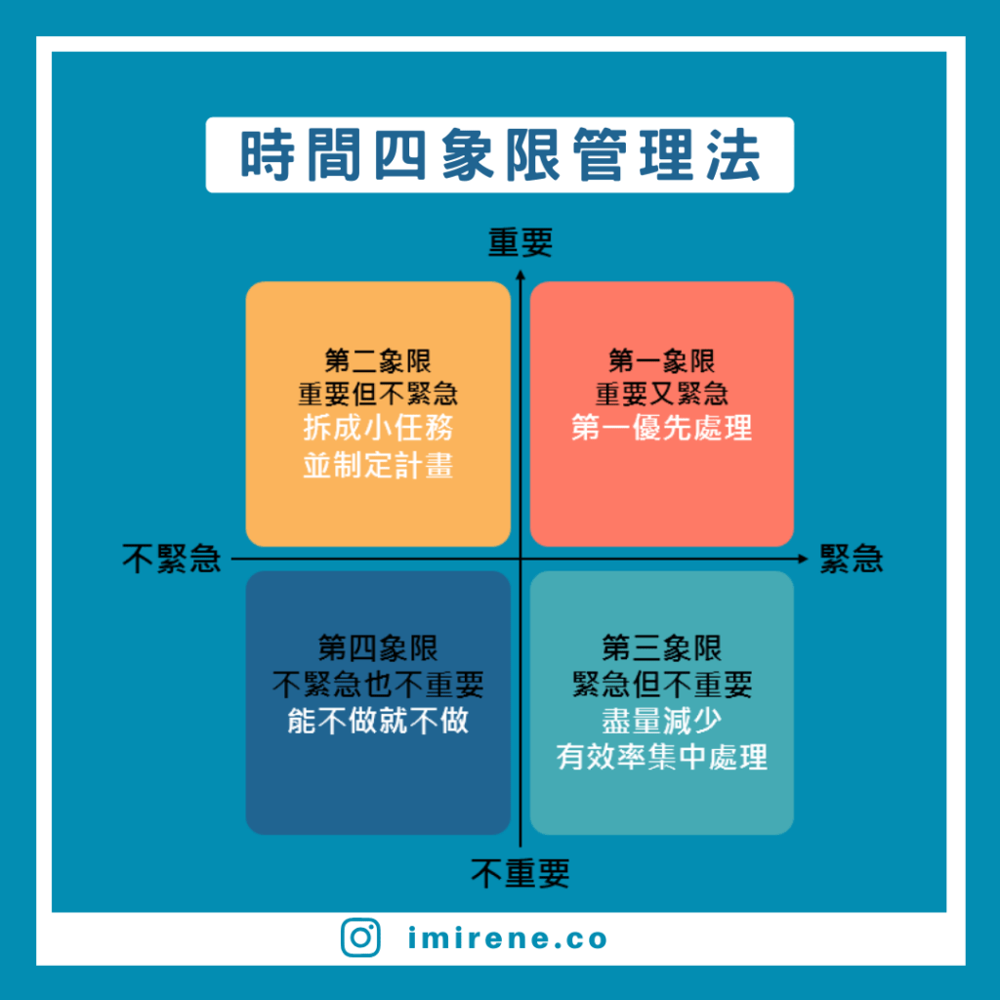 時間四象限管理法
重要
第二象限
重要但不緊急
拆成小任務
並制定計畫
第一象限
重要又緊急
第一優先處理
不緊急
緊急
第四象限
不緊急也不重要
能不做就不做
第三象限
緊急但不重要
盡量減少
有效率集中處理
不重要
imirene.co